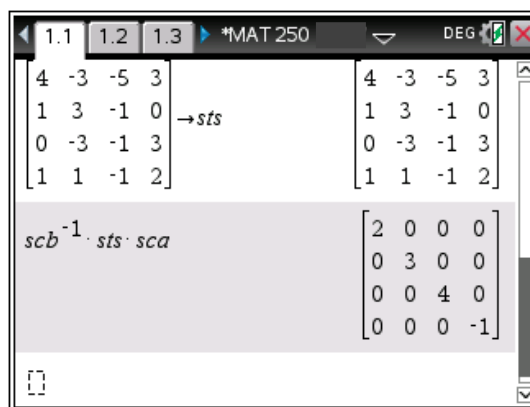 1.1 1.2 1.3 *MAT 250 DEG
4 -3 -5 3 4 -3 -5 3
1 3 -1 0 →sts 1 3 -1 0
0 -3 -1 3 0 -3 -1 3
1 1 -1 2 1 1 -1 2
scb⁻¹·sts·sca 2 0 0 0
0 3 0 0
0 0 4 0
0 0 0 -1